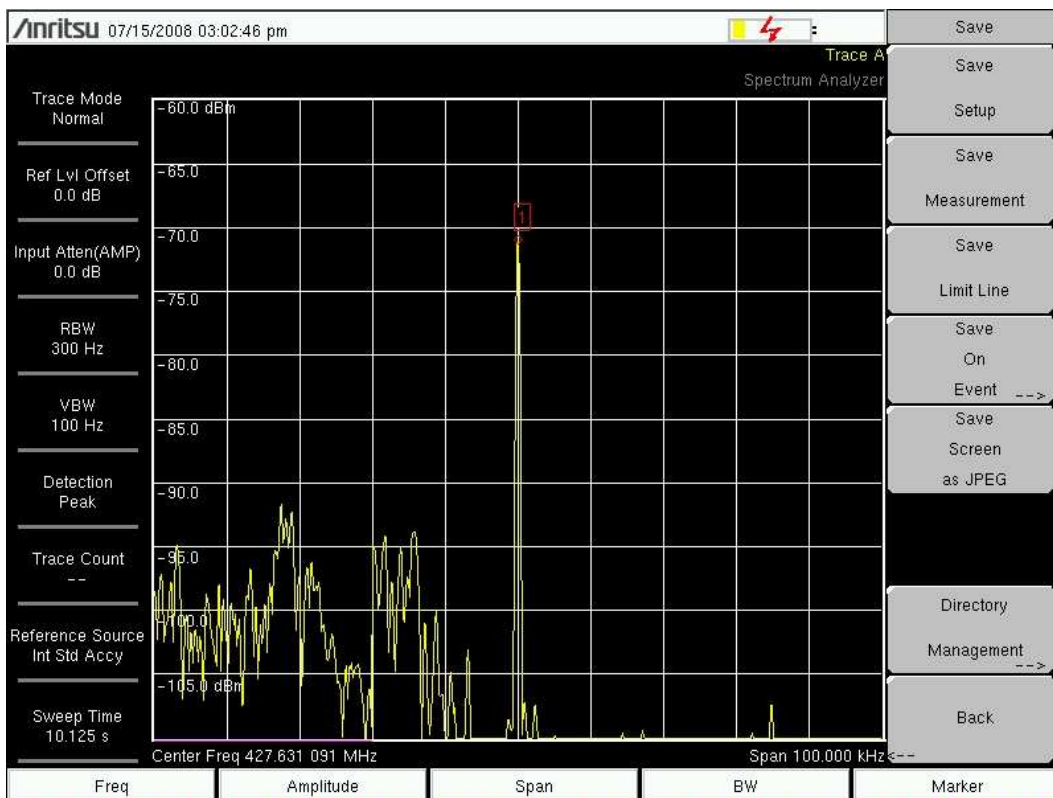 Anritsu 07/15/2008 03:02:46 pm
Trace A
Spectrum Analyzer
Trace Mode
Normal
Ref Lvl Offset
0.0 dB
Input Atten(AMP)
0.0 dB
RBW
300 Hz
VBW
100 Hz
Detection
Peak
Trace Count
--
Reference Source
Int Std Accy
Sweep Time
10.125 s
-60.0 dBm
-65.0
1
-70.0
-75.0
-80.0
-85.0
-90.0
-95.0
-100.0
-105.0 dBm
Center Freq 427.631 091 MHz
Span 100.000 kHz
Save
Save
Setup
Save
Measurement
Save
Limit Line
Save
On
Event -->
Save
Screen
as JPEG
Directory
Management
-->
Back
<--
Freq
Amplitude
Span
BW
Marker